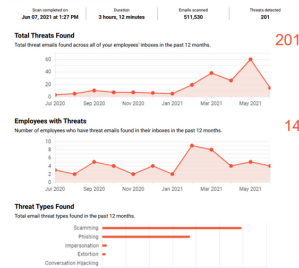 Scan completed on Duration Emails scanned Threats detected
Jun 07, 2021 at 1:27 PM 3 hours, 12 minutes 511,530 201
Total Threats Found
201
Total threat emails found across all of your employees' inboxes in the past 12 months.
60
40
20
0
Jul 2020 Sep 2020 Nov 2020 Jan 2021 Mar 2021 May 2021
Employees with Threats
14
Number of employees who have threat emails found in their inboxes in the past 12 months.
10
8
6
4
2
0
Jul 2020 Sep 2020 Nov 2020 Jan 2021 Mar 2021 May 2021
Threat Types Found
Total email threat types found in the past 12 months.
Scamming
Phishing
Impersonation
Extortion
Conversation Hijacking